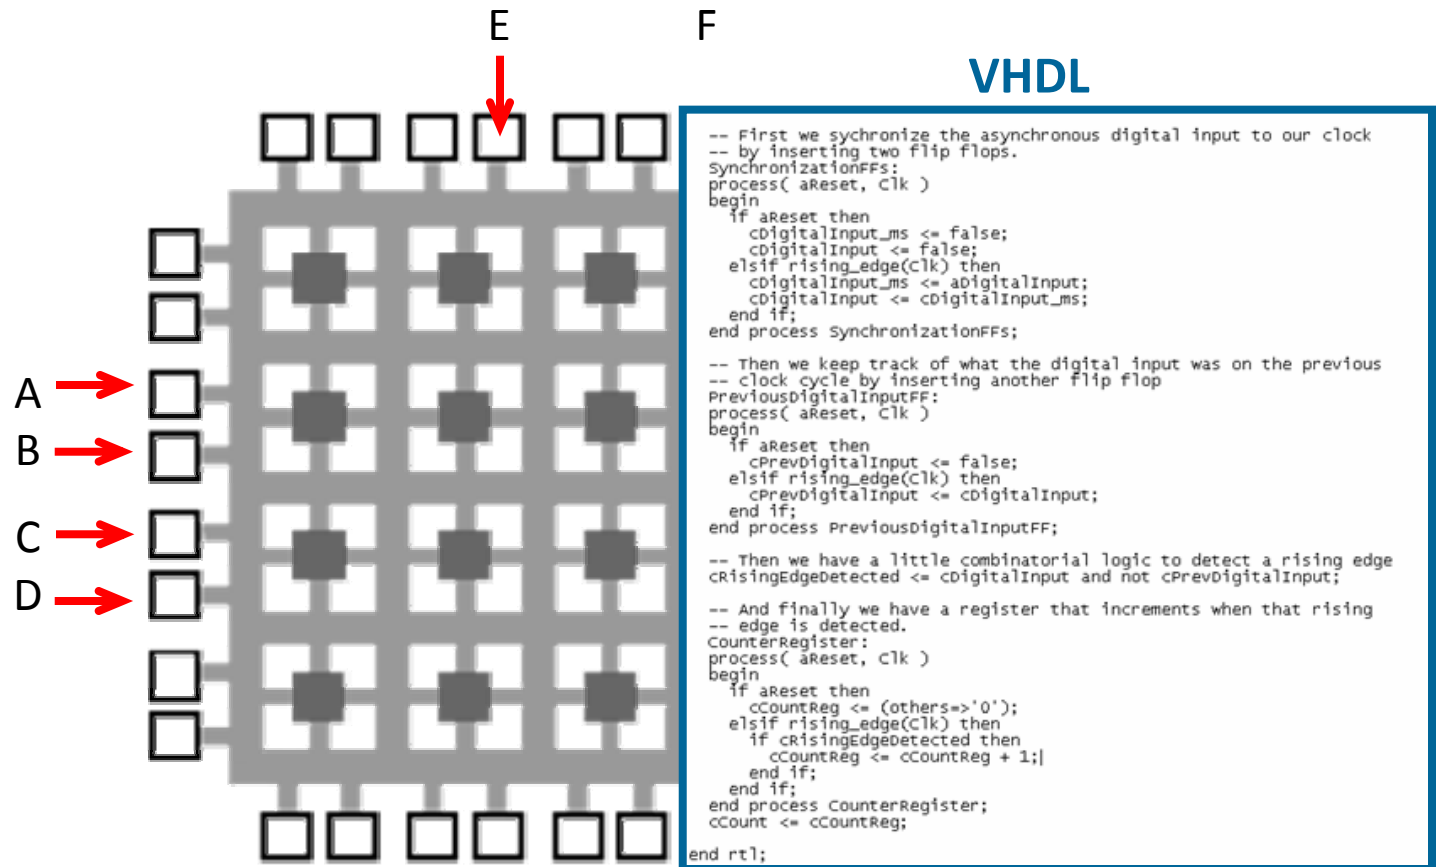 E
F
VHDL
A
B
C
D
-- First we sychronize the asynchronous digital input to our clock
-- by inserting two flip flops.
SynchronizationFFs:
process( aReset, Clk )
begin
if aReset then
cDigitalInput_ms <= false;
cDigitalInput <= false;
elsif rising_edge(Clk) then
cDigitalInput_ms <= aDigitalInput;
cDigitalInput <= cDigitalInput_ms;
end if;
end process SynchronizationFFs;
-- Then we keep track of what the digital input was on the previous
-- clock cycle by inserting another flip flop
PreviousDigitalInputFF:
process( aReset, Clk )
begin
if aReset then
cPrevDigitalInput <= false;
elsif rising_edge(Clk) then
cPrevDigitalInput <= cDigitalInput;
end if;
end process PreviousDigitalInputFF;
-- Then we have a little combinatorial logic to detect a rising edge
cRisingEdgeDetected <= cDigitalInput and not cPrevDigitalInput;
-- And finally we have a register that increments when that rising
-- edge is detected.
CounterRegister:
process( aReset, Clk )
begin
if aReset then
cCountReg <= (others=>'0');
elsif rising_edge(Clk) then
if cRisingEdgeDetected then
cCountReg <= cCountReg + 1;
end if;
end if;
end process CounterRegister;
cCount <= cCountReg;
end rtl;